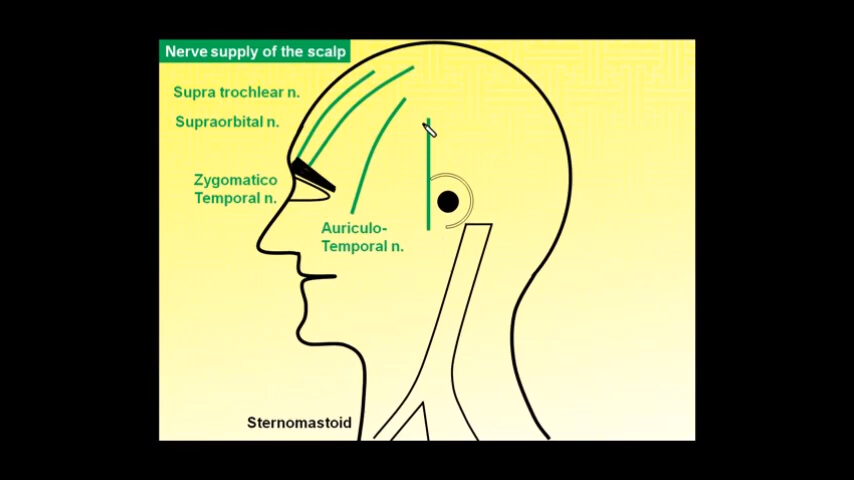 Nerve supply of the scalp
Supra trochlear n.
Supraorbital n.
Zygomatico
Temporal n.
Auriculo-
Temporal n.
Sternomastoid